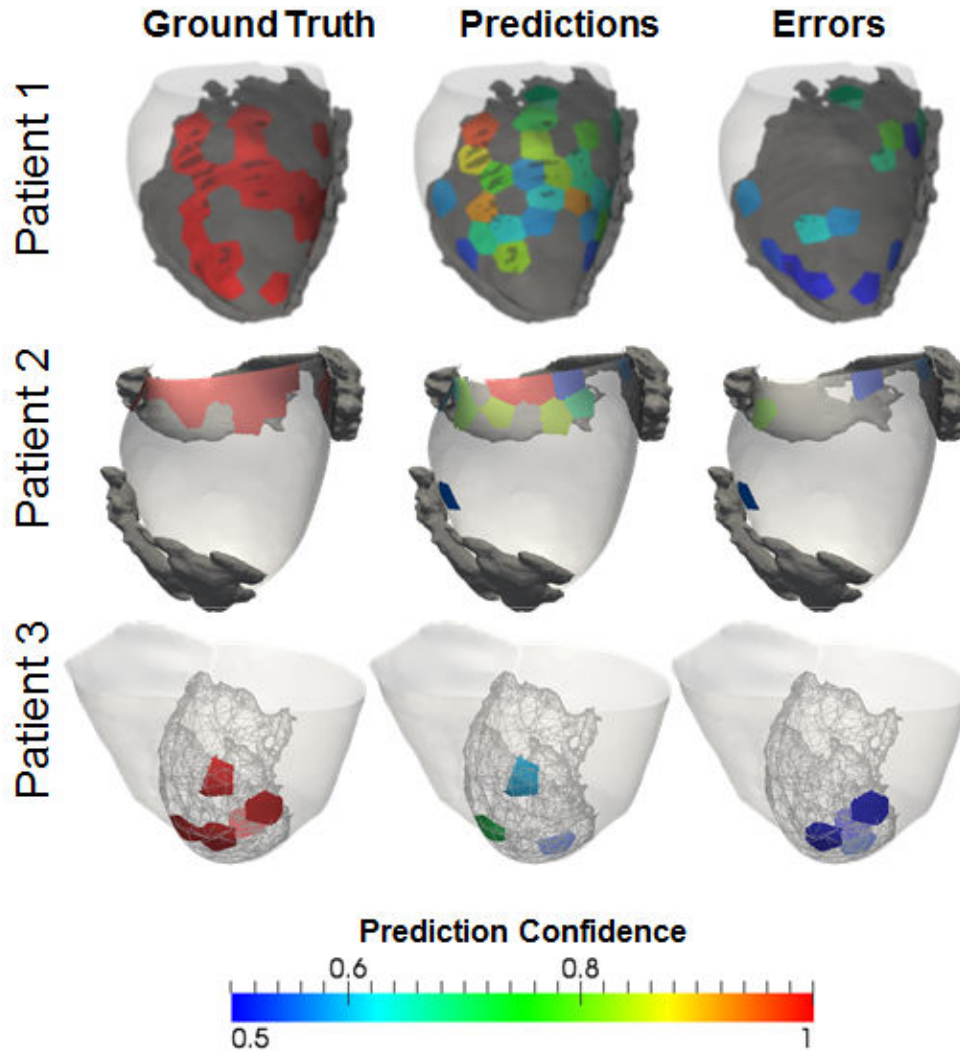 Ground Truth
Predictions
Errors
Patient 1
Patient 2
Patient 3
Prediction Confidence
0.6
0.8
0.5
1